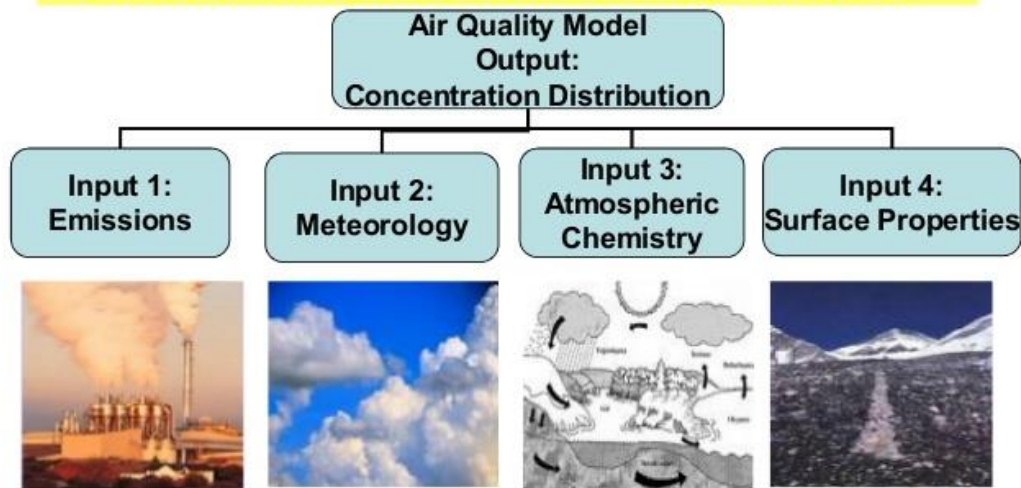 Air Quality Model
Output:
Concentration Distribution
Input 1:
Emissions
Input 2:
Meteorology
Input 3:
Atmospheric
Chemistry
Input 4:
Surface Properties